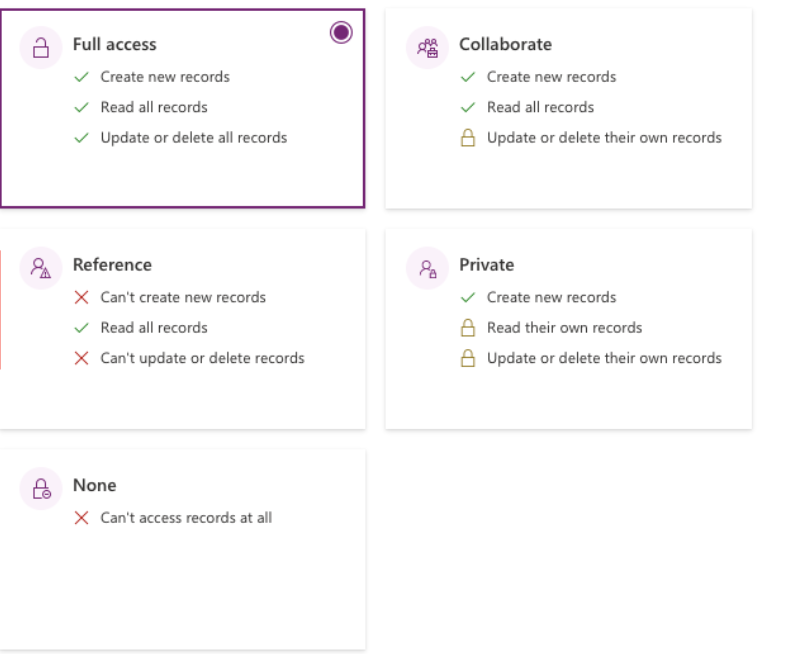 Full access
Create new records
Read all records
Update or delete all records
Collaborate
Create new records
Read all records
Update or delete their own records
Reference
Can't create new records
Read all records
Can't update or delete records
Private
Create new records
Read their own records
Update or delete their own records
None
Can't access records at all